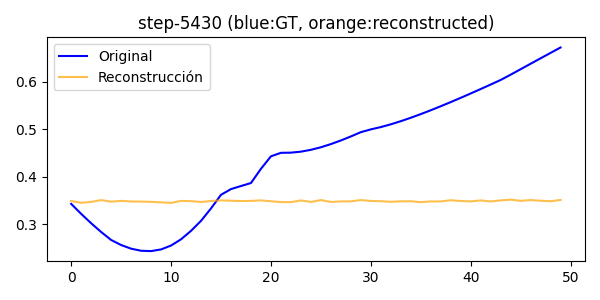 step-5430 (blue:GT, orange:reconstructed)
Original
Reconstrucción
0.6
0.5
0.4
0.3
0 10 20 30 40 50